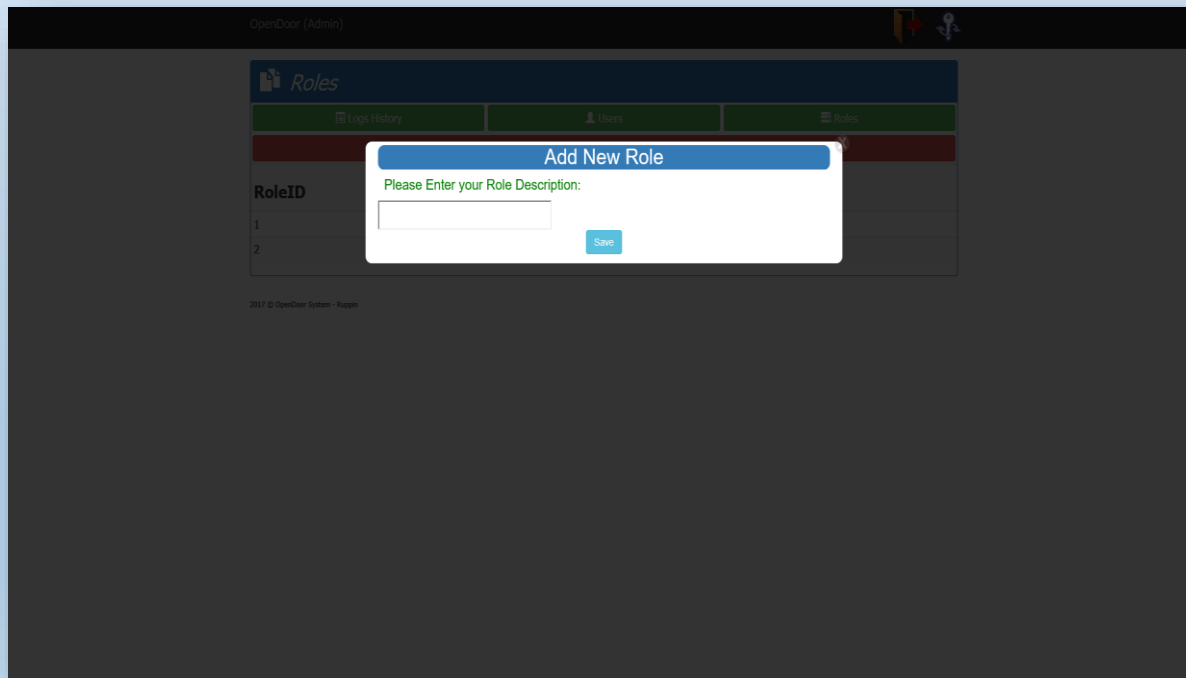 OpenDoor (Admin)
Roles
Logs History
Users
Roles
Add New Role
Please Enter your Role Description:
RoleID
1
2
Save
2017 © OpenDoor System - Ruppin